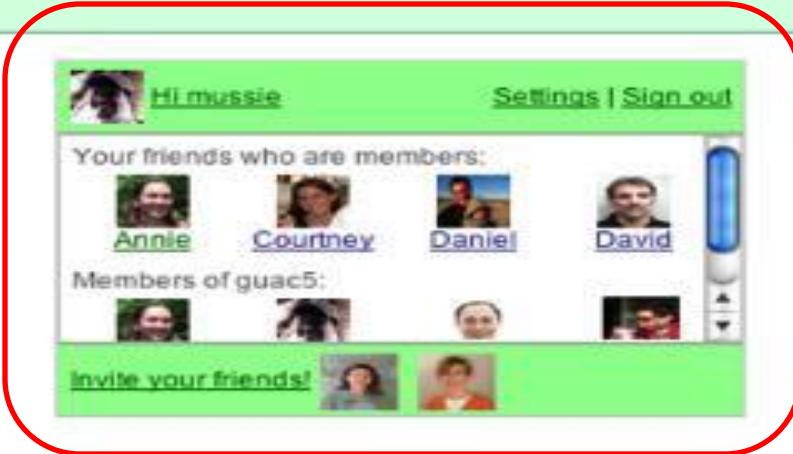 Hi mussie Settings | Sign out
Your friends who are members:
Annie Courtney Daniel David
Members of guac5:
Invite your friends!